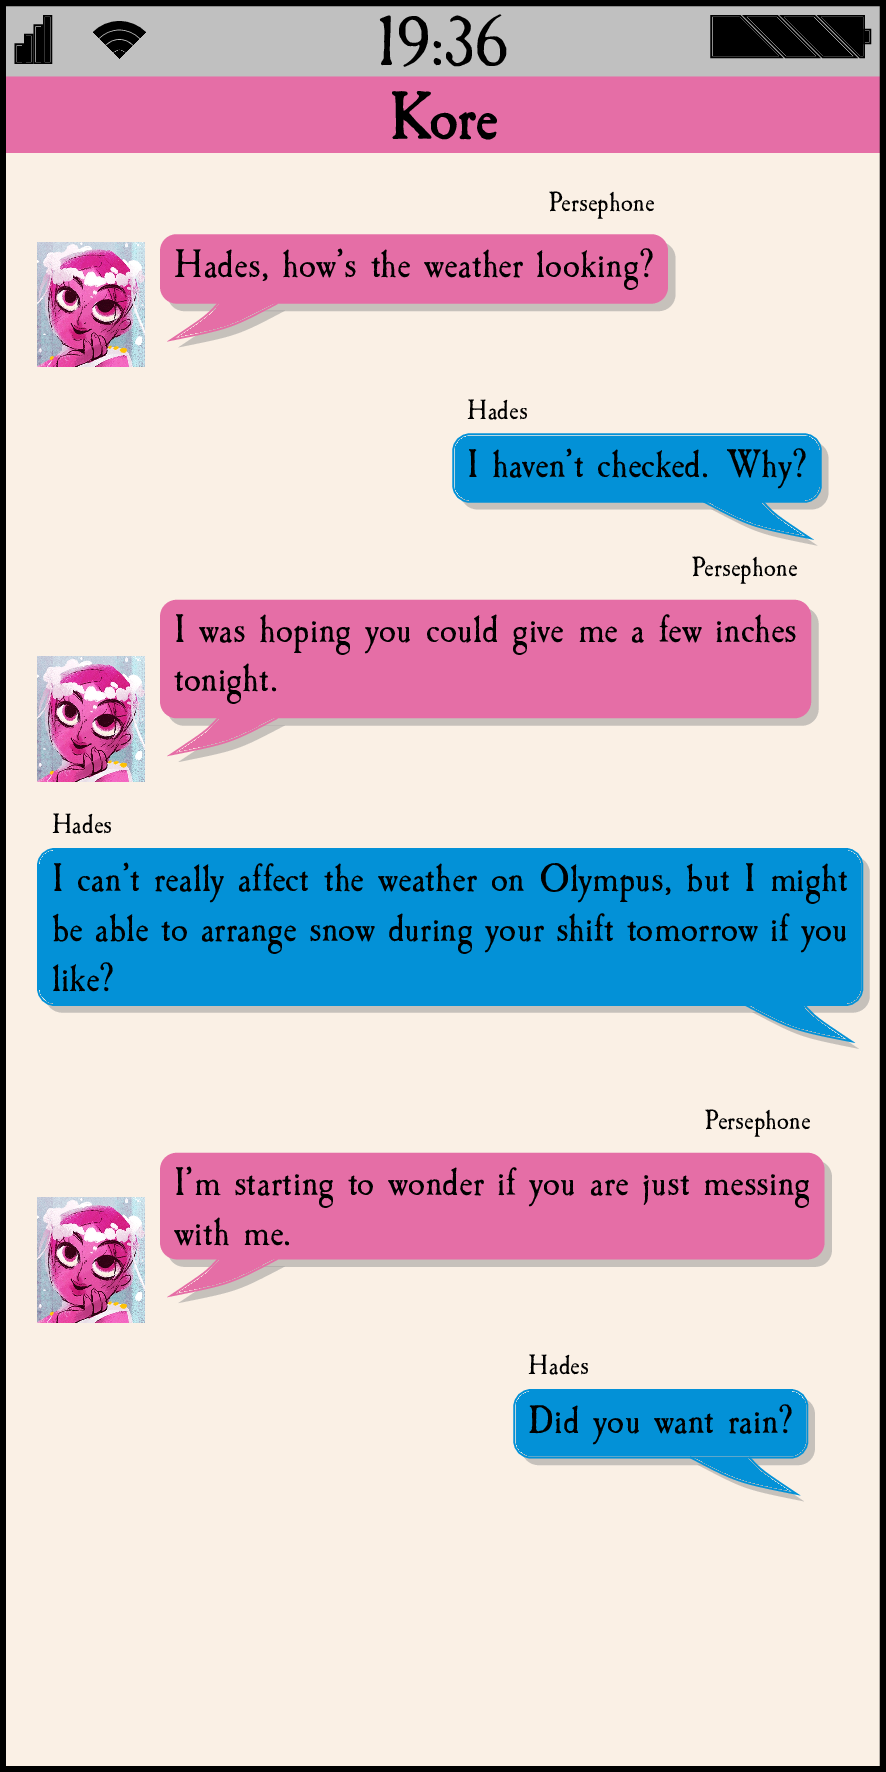 19:36
Kore
Persephone
Hades, how's the weather looking?
Hades
I haven't checked. Why?
Persephone
I was hoping you could give me a few inches
tonight.
Hades
I can't really affect the weather on Olympus, but I might
be able to arrange snow during your shift tomorrow if you
like?
Persephone
I'm starting to wonder if you are just messing
with me.
Hades
Did you want rain?